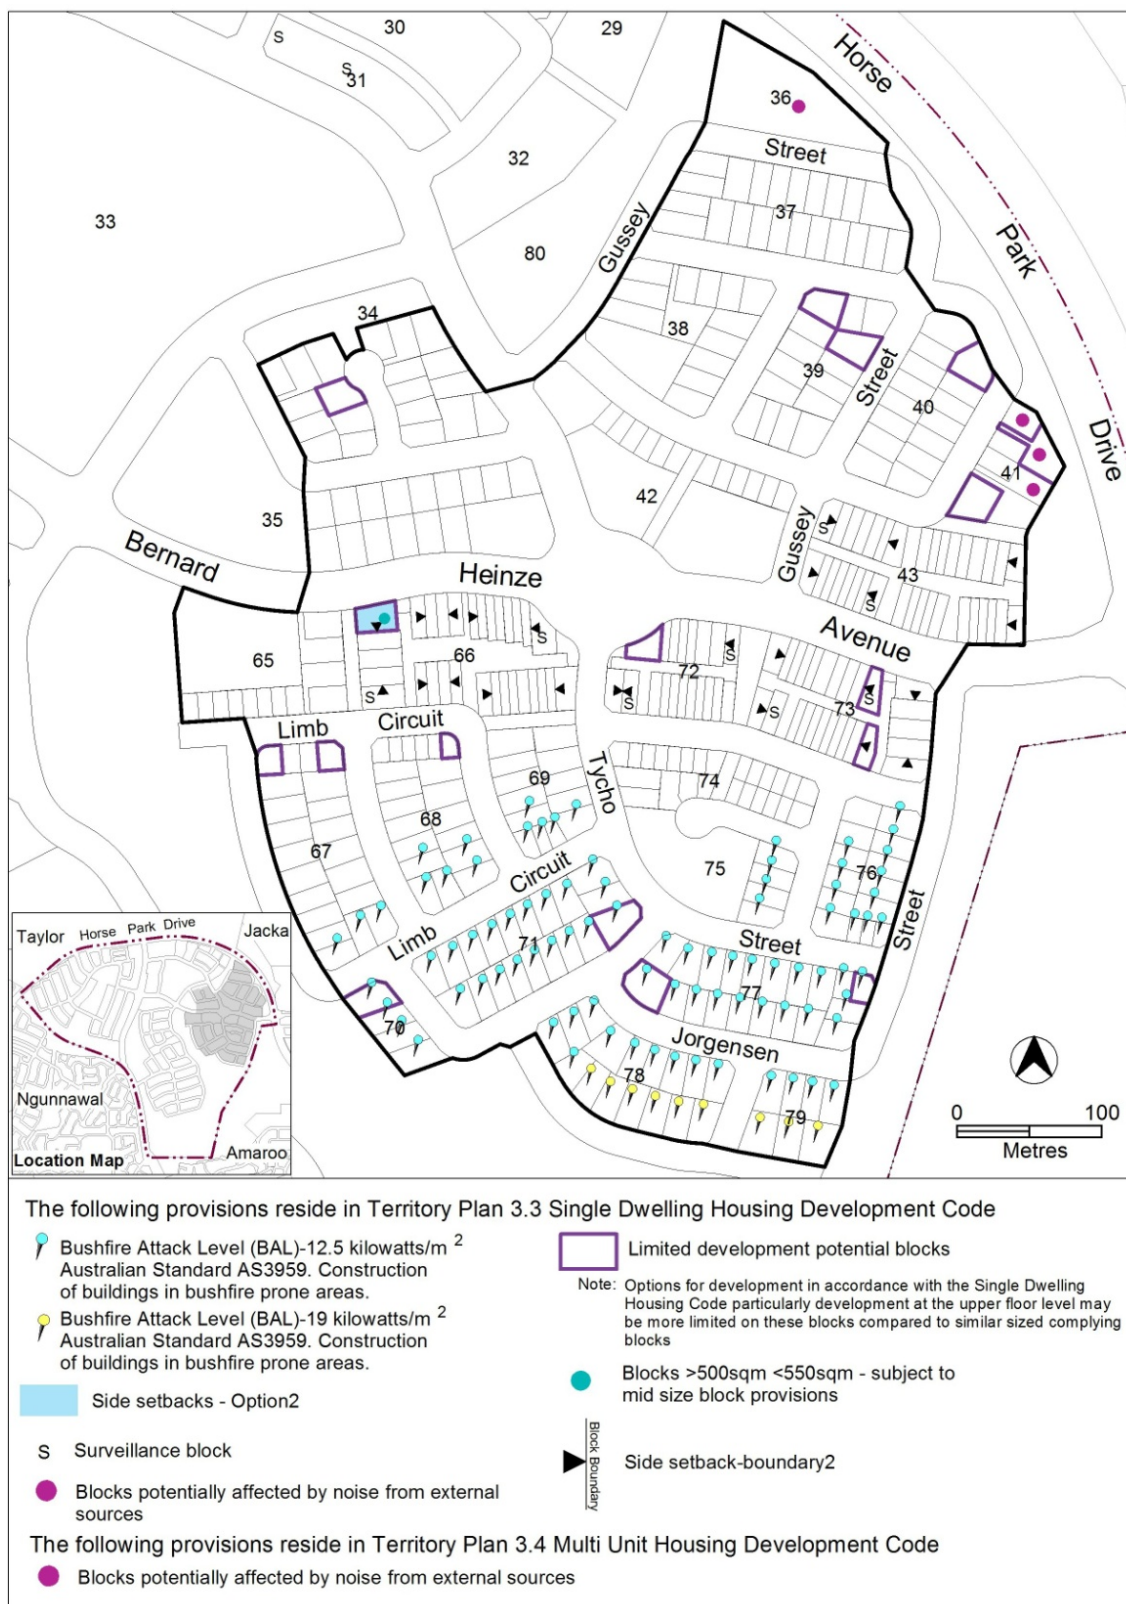 30
29
S
S
31
Horse
36
Street
32
33
37
Park
80
Gussey
34
38
39
Street
40
Drive
41
42
35
Gussey
S
Bernard
Heinze
43
S
Avenue
S
66
65
72
S
S
S
S
73
S
Limb
Circuit
Tycho
69
74
68
67
Circuit
75
76
Limb
71
Street
Street
77
70
Jorgensen
78
79
0
100
Metres
Taylor
Horse
Park
Drive
Jacka
Ngunnawal
Location Map
Amaroo
The following provisions reside in Territory Plan 3.3 Single Dwelling Housing Development Code
Bushfire Attack Level (BAL)-12.5 kilowatts/m 2
Australian Standard AS3959. Construction
of buildings in bushfire prone areas.
Bushfire Attack Level (BAL)-19 kilowatts/m 2
Australian Standard AS3959. Construction
of buildings in bushfire prone areas.
Side setbacks - Option2
S Surveillance block
Blocks potentially affected by noise from external
sources
Limited development potential blocks
Note: Options for development in accordance with the Single Dwelling
Housing Code particularly development at the upper floor level may
be more limited on these blocks compared to similar sized complying
blocks
Blocks >500sqm <550sqm - subject to
mid size block provisions
Block Boundary
Side setback-boundary2
The following provisions reside in Territory Plan 3.4 Multi Unit Housing Development Code
Blocks potentially affected by noise from external sources